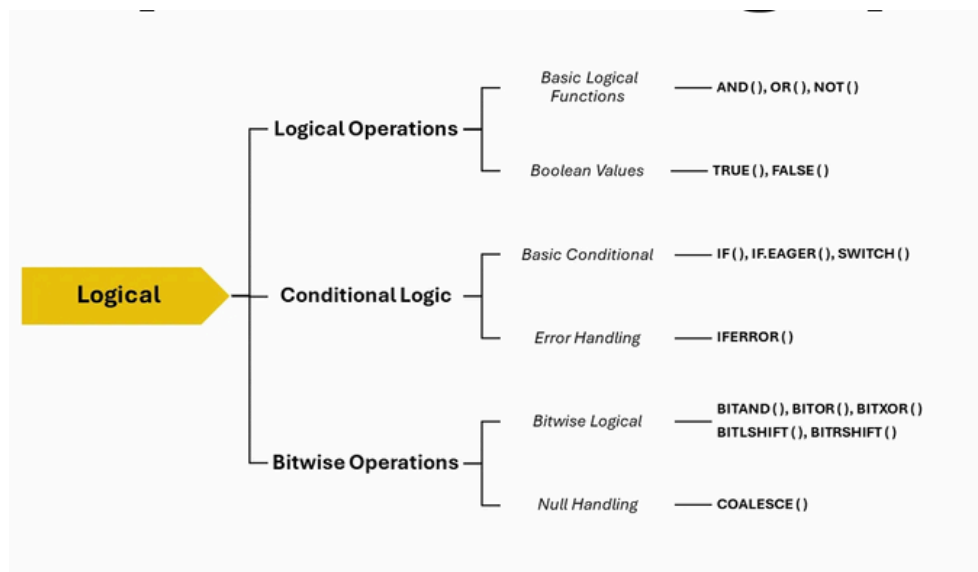 Basic Logical
Functions
AND(), OR(), NOT()
Logical Operations
Boolean Values
TRUE(), FALSE()
Basic Conditional
IF(), IF.EAGER(), SWITCH()
Logical
Conditional Logic
Error Handling
IFERROR()
Bitwise Logical
BITAND(), BITOR(), BITXOR()
BITLSHIFT(), BITRSHIFT()
Bitwise Operations
Null Handling
COALESCE()